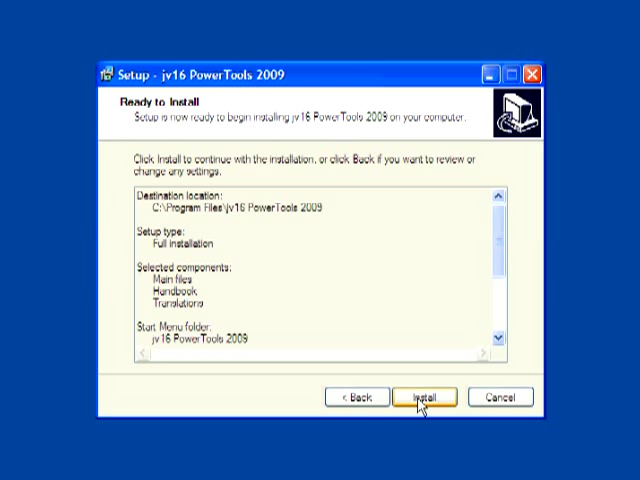 Setup - jv16 PowerTools 2009
Ready to Install
Setup is now ready to begin installing jv16 PowerTools 2009 on your computer.
Click Install to continue with the installation, or click Back if you want to review or
change any settings.
Destination location:
C:\Program Files\jv16 PowerTools 2009
Setup type:
Full installation
Selected components:
Main files
Handbook
Translations
Start Menu folder:
jv16 PowerTools 2009
< Back
Install
Cancel